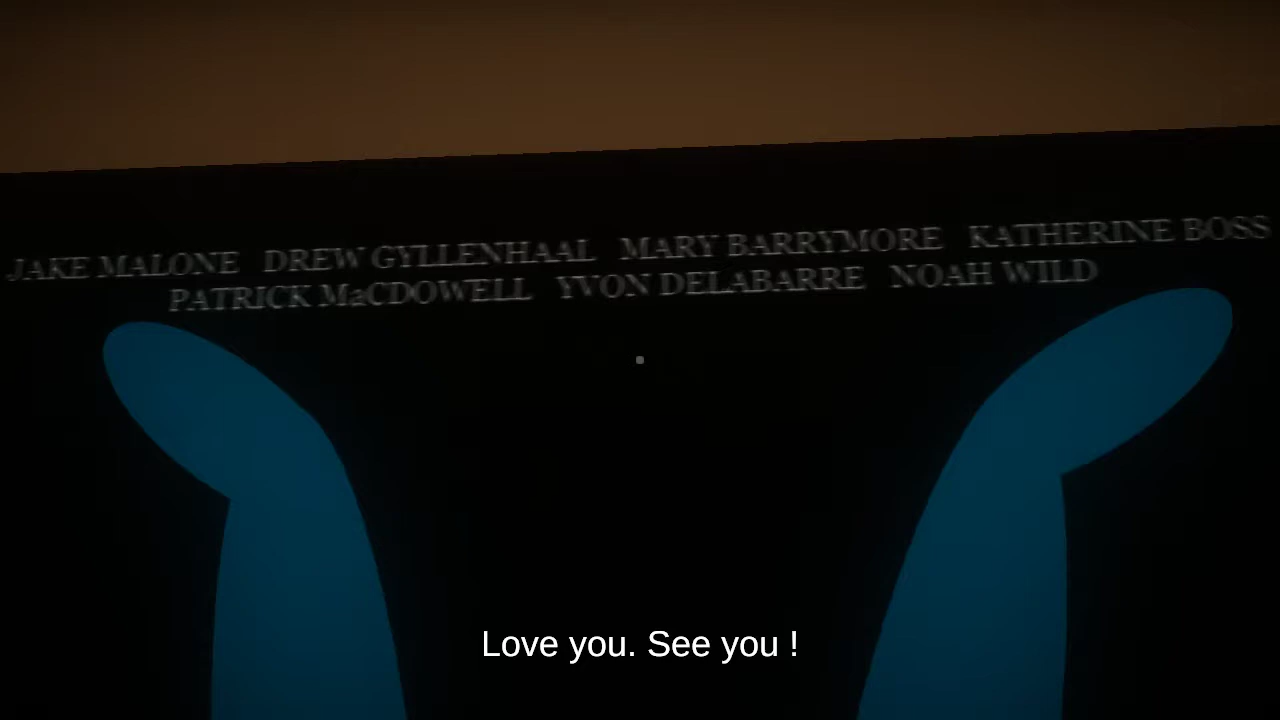 JAKE MALONE DREW GYLLENHAAL MARY BARRYMORE KATHERINE BOSS
PATRICK MaCDOWELL YVON DELABARRE NOAH WILD
Love you. See you !